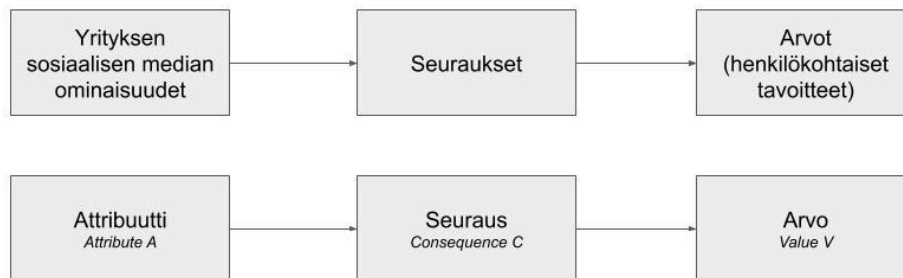 Yrityksen
sosiaalisen median
ominaisuudet
Seuraukset
Arvot
(henkilökohtaiset
tavoitteet)
Attribuutti
Attribute A
Seuraus
Consequence C
Arvo
Value V